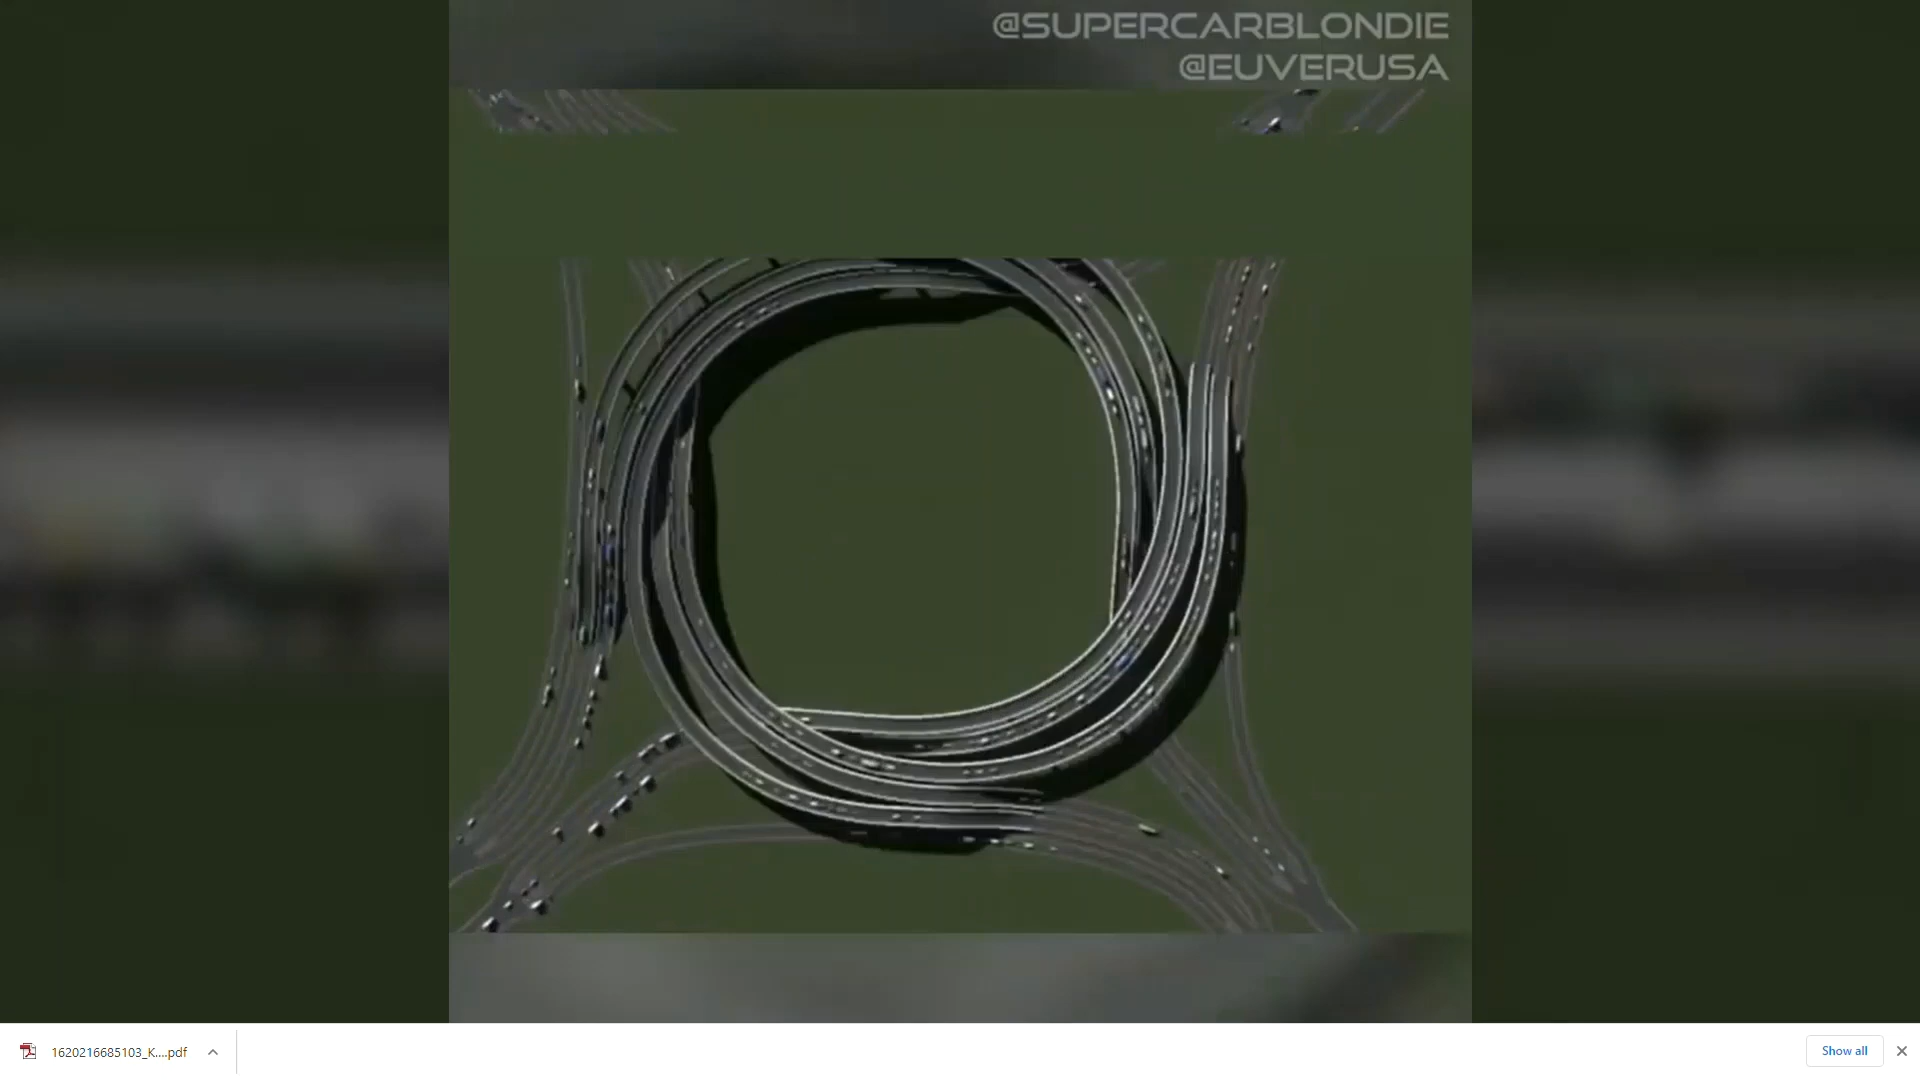 @SUPERCARBLONDIE
@EUVERUSA
1620216685103_K....pdf
Show all